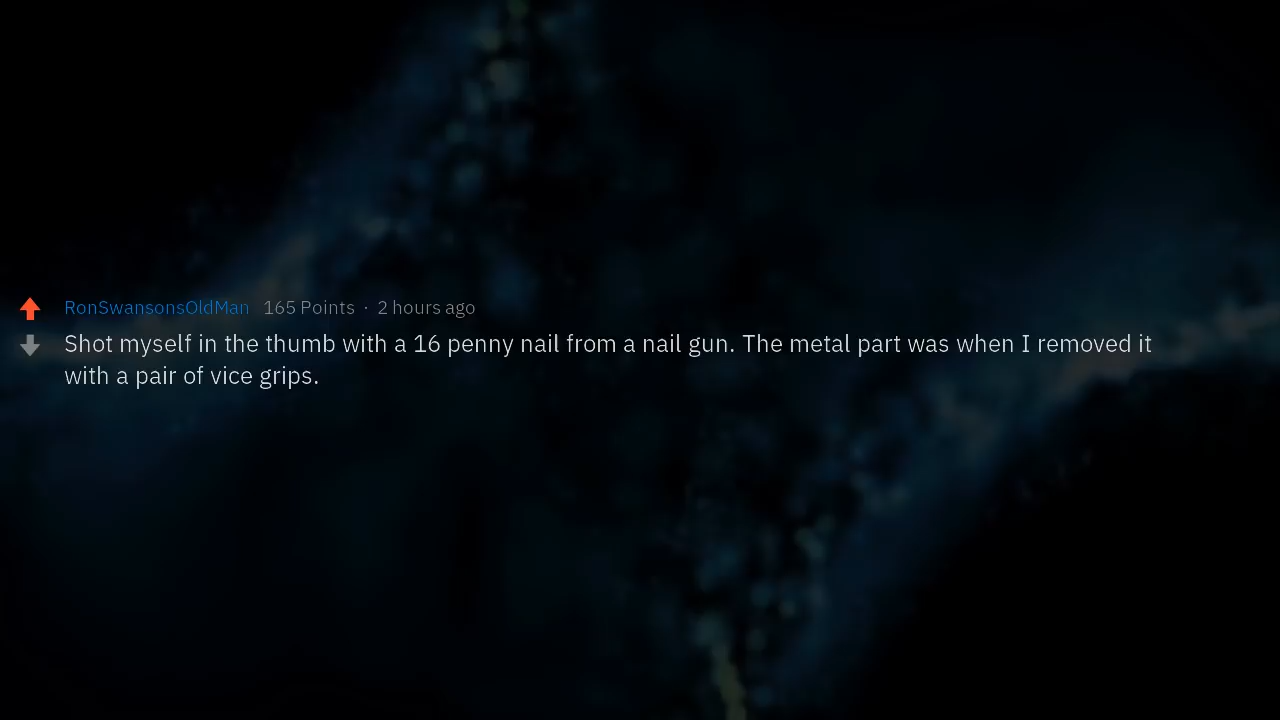 RonSwansonsOldMan 165 Points · 2 hours ago
Shot myself in the thumb with a 16 penny nail from a nail gun. The metal part was when I removed it
with a pair of vice grips.